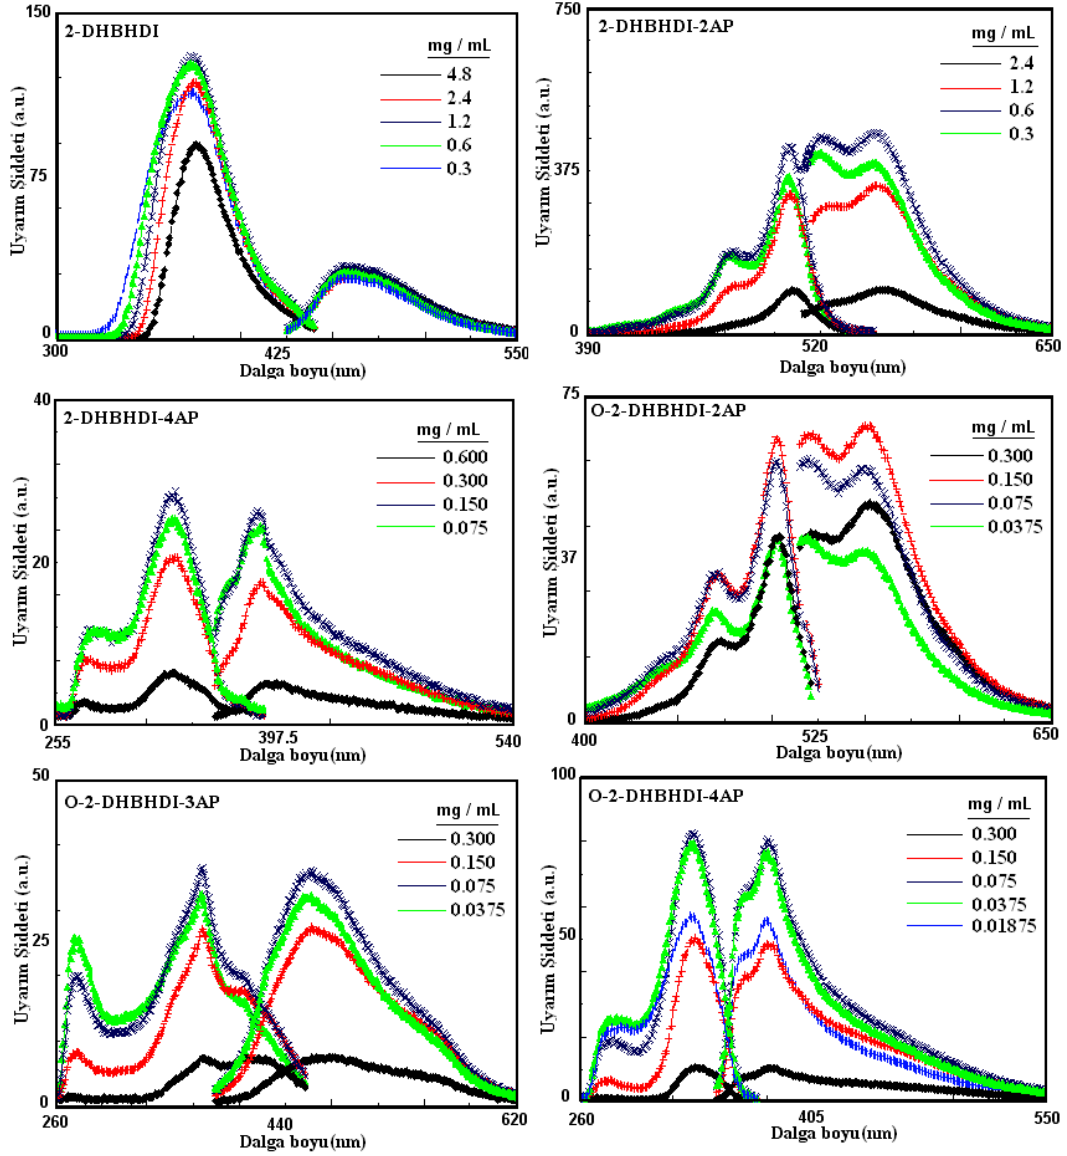 150
2-DHBHDI
mg / mL
4.8
2.4
1.2
0.6
0.3
75
0
300
425
550
Uyarım Siddeti (a.u.)
Dalga boyu(nm)
750
2-DHBHDI-2AP
mg / mL
2.4
1.2
0.6
0.3
375
0
390
520
650
Uyarım Siddeti (a.u.)
Dalga boyu(nm)
40
2-DHBHDI-4AP
mg / mL
0.600
0.300
0.150
0.075
20
0
255
397.5
540
Uyarım Siddeti (a.u.)
Dalga boyu(nm)
75
O-2-DHBHDI-2AP
mg / mL
0.300
0.150
0.075
0.0375
37
0
400
525
650
Uyarım Siddeti (a.u.)
Dalga boyu(nm)
50
O-2-DHBHDI-3AP
mg / mL
0.300
0.150
0.075
0.0375
25
0
260
440
620
Uyarım Siddeti (a.u.)
Dalga boyu(nm)
100
O-2-DHBHDI-4AP
mg / mL
0.300
0.150
0.075
0.0375
0.01875
50
0
260
405
550
Uyarım Siddeti (a.u.)
Dalga boyu(nm)